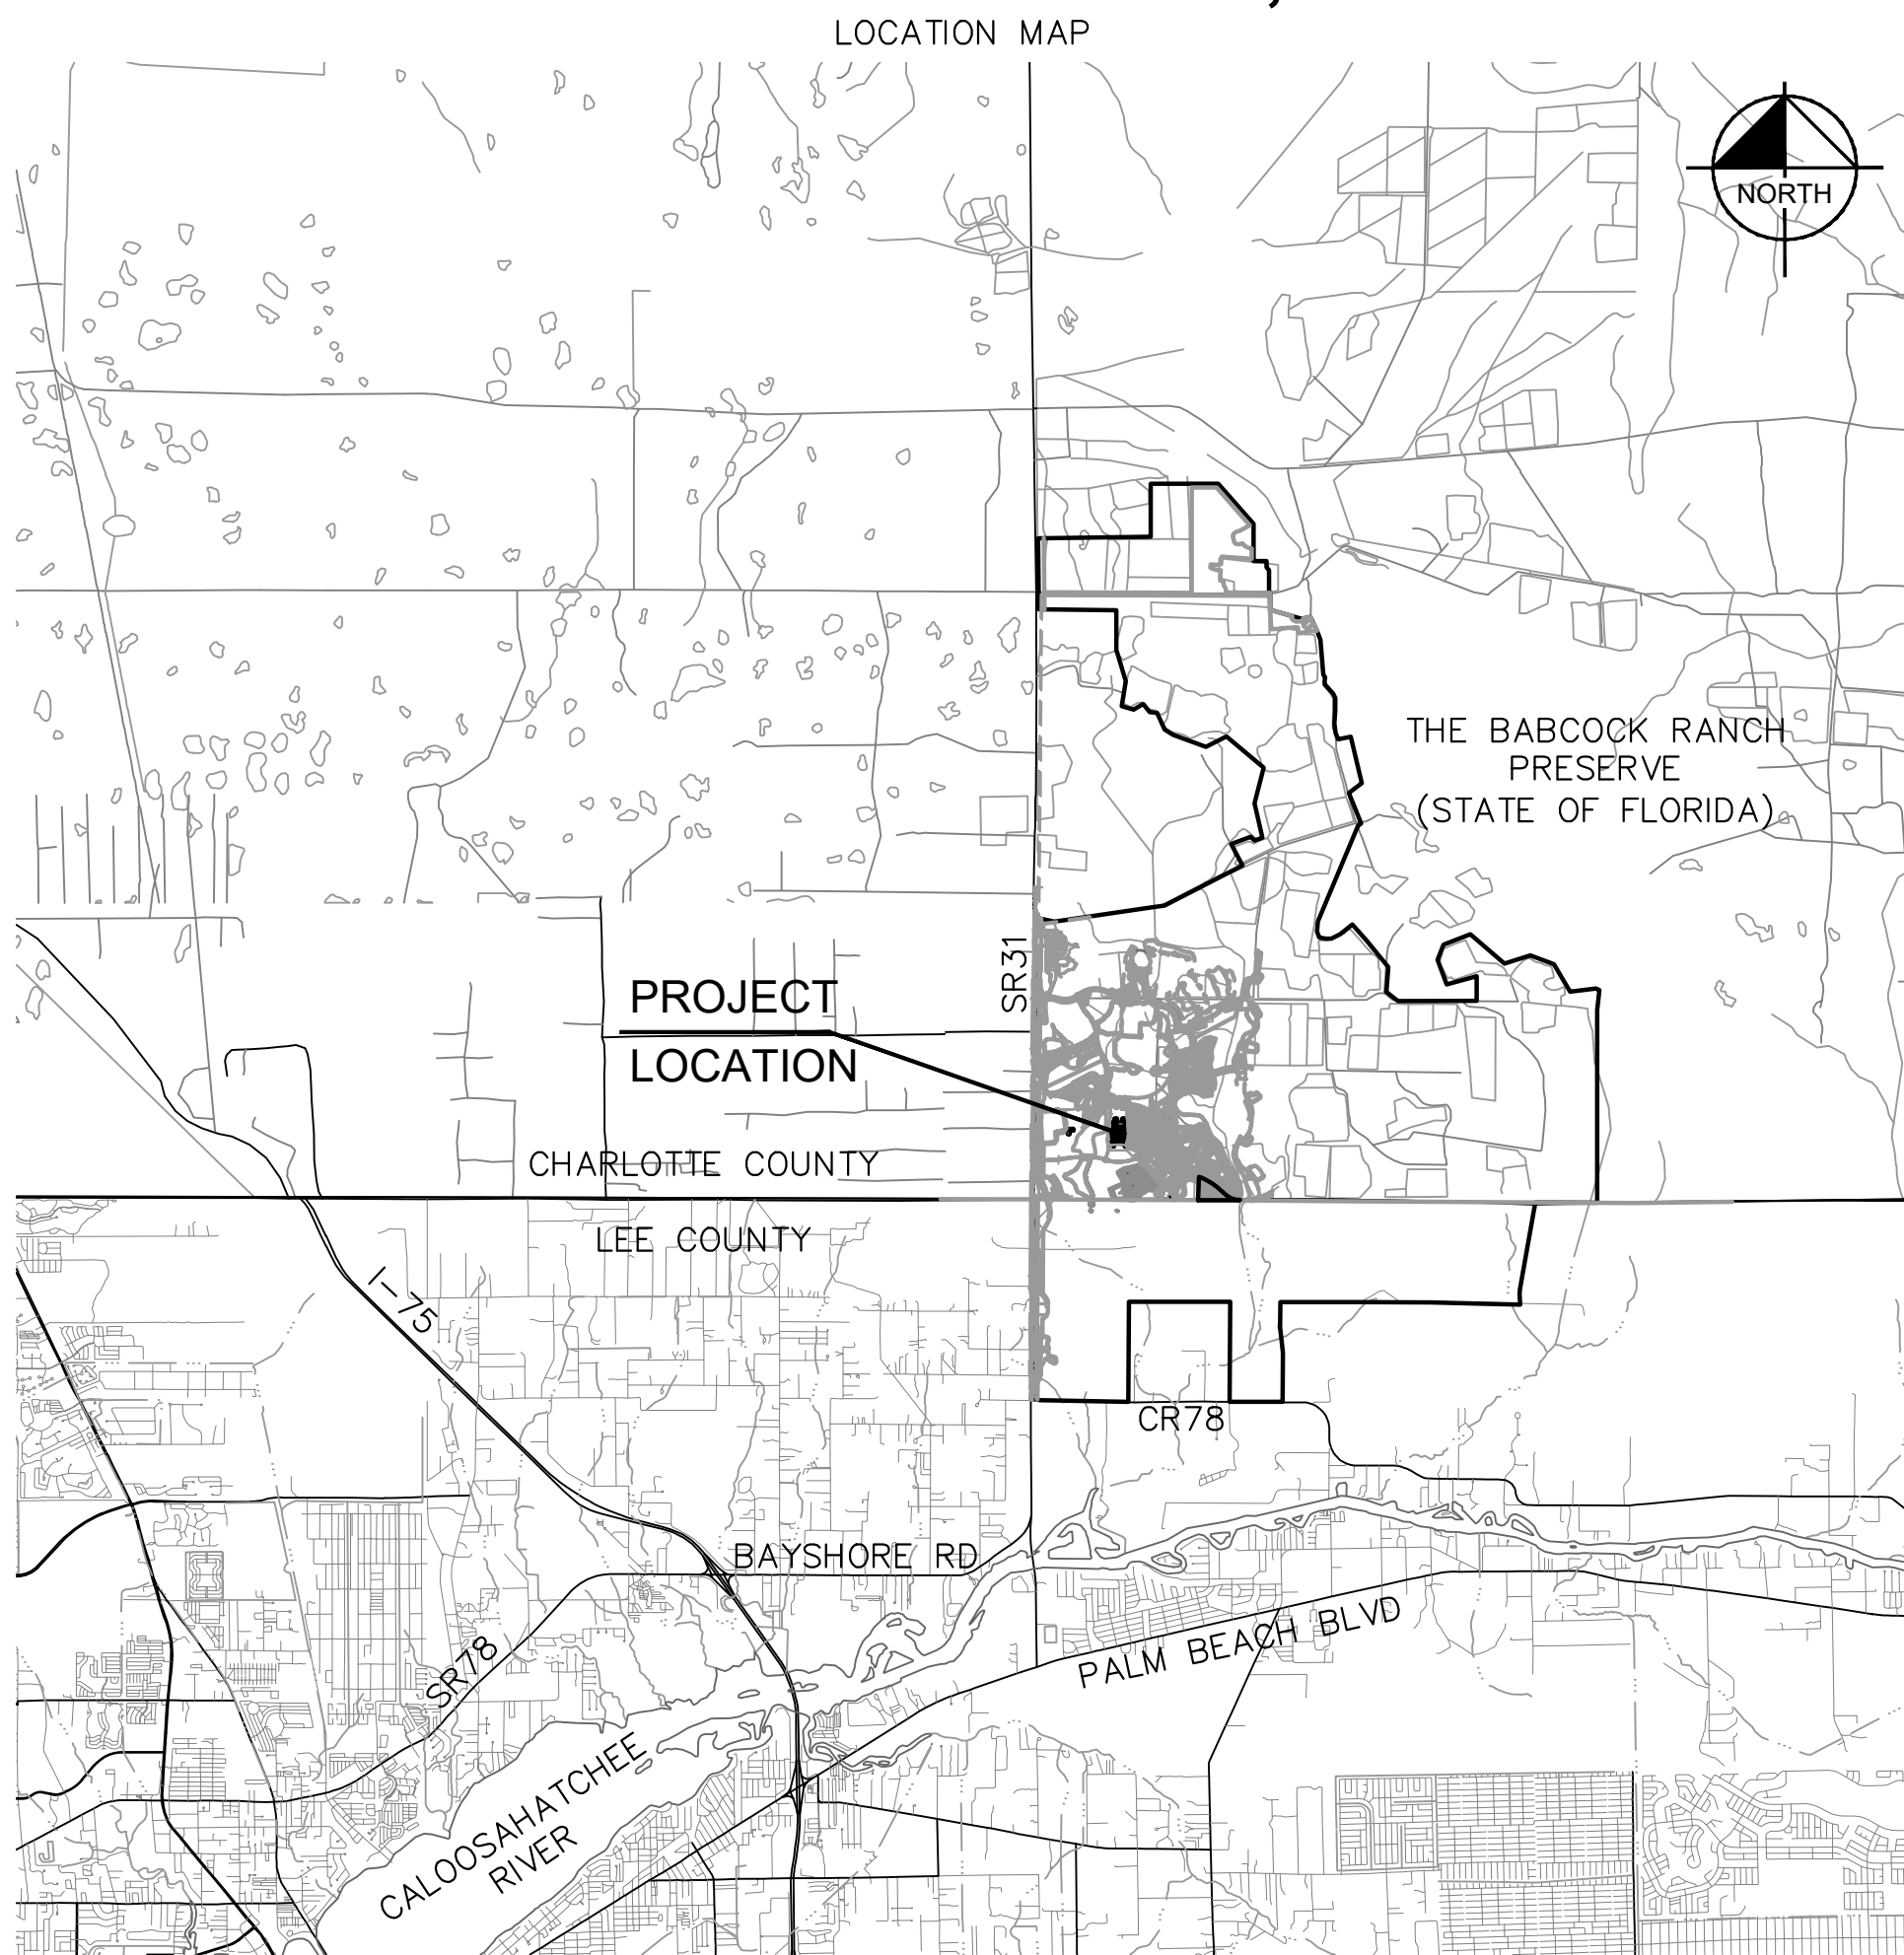 LOCATION MAP
NORTH
THE BABCOCK RANCH
PRESERVE
(STATE OF FLORIDA)
SR31
PROJECT
LOCATION
CHARLOTTE COUNTY
LEE COUNTY
I-75
CR78
BAYSHORE RD
PALM BEACH BLVD
SR78
CALOOSAHATCHEE
RIVER